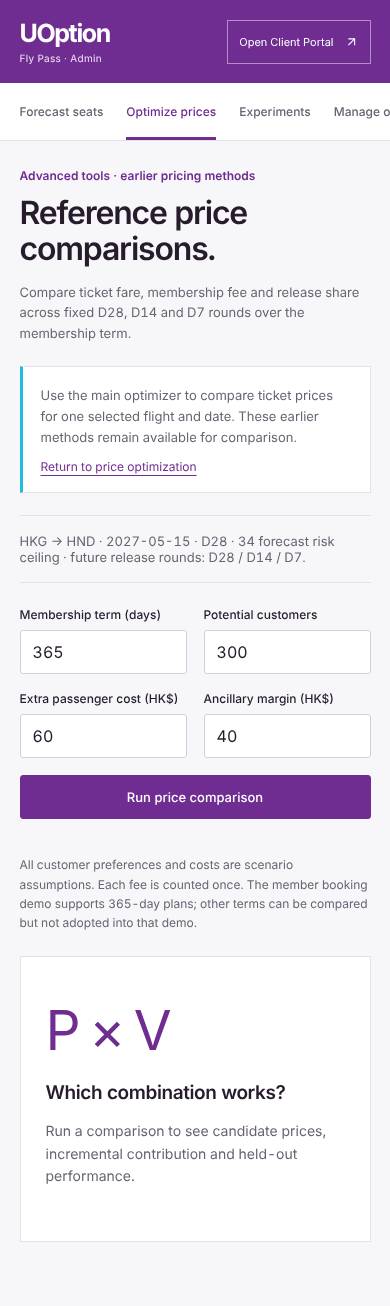 UOption
Fly Pass · Admin
Open Client Portal
Forecast seats Optimize prices Experiments Manage o
Advanced tools · earlier pricing methods
Reference price
comparisons.
Compare ticket fare, membership fee and release share
across fixed D28, D14 and D7 rounds over the
membership term.
Use the main optimizer to compare ticket prices
for one selected flight and date. These earlier
methods remain available for comparison.
Return to price optimization
HKG → HND · 2027-05-15 · D28 · 34 forecast risk
ceiling · future release rounds: D28 / D14 / D7.
Membership term (days) Potential customers
365 300
Extra passenger cost (HK$) Ancillary margin (HK$)
60 40
Run price comparison
All customer preferences and costs are scenario
assumptions. Each fee is counted once. The member booking
demo supports 365-day plans; other terms can be compared
but not adopted into that demo.
P × V
Which combination works?
Run a comparison to see candidate prices,
incremental contribution and held-out
performance.